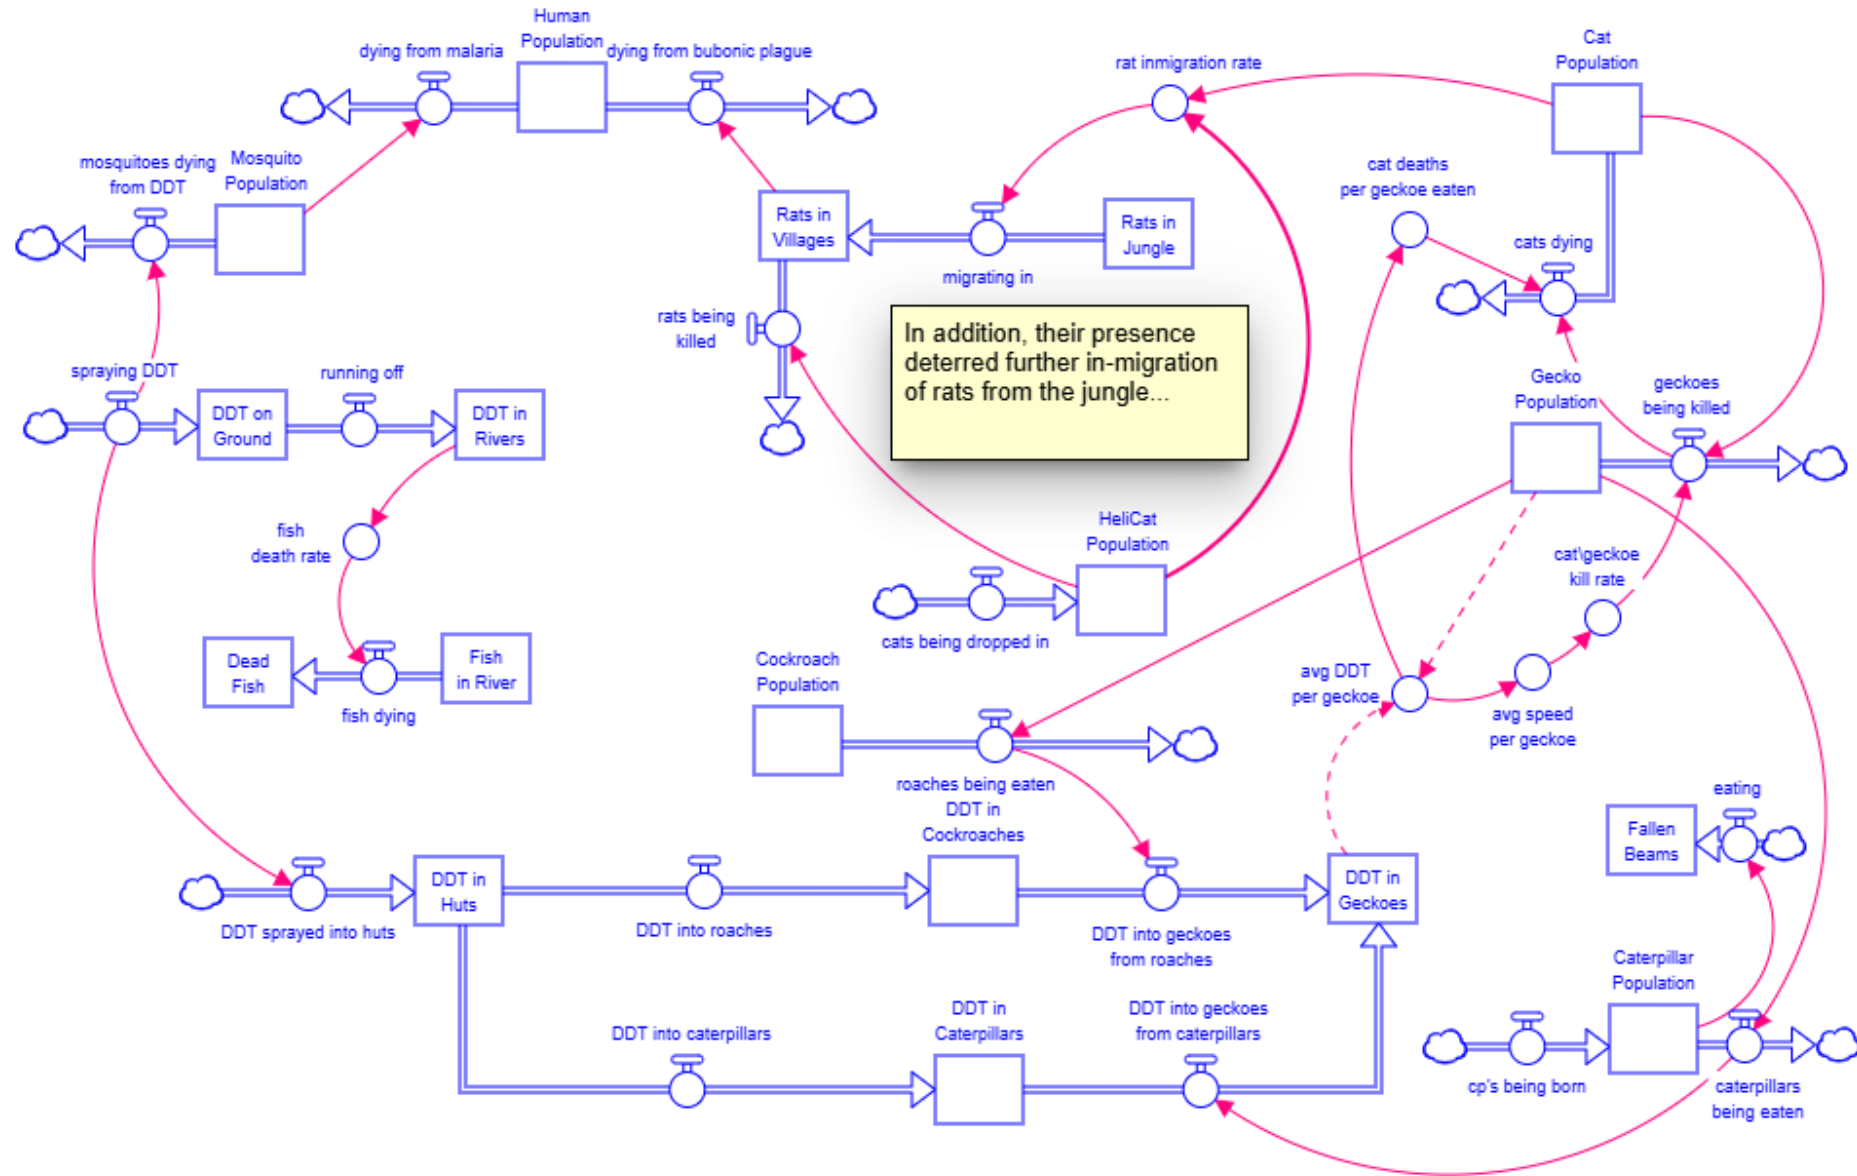 Human
Population
dying from malaria
dying from bubonic plague
rat inmigration rate
Cat
Population
mosquitoes dying
from DDT
Mosquito
Population
cat deaths
per geckoe eaten
Rats in
Villages
Rats in
Jungle
migrating in
cats dying
rats being
killed
In addition, their presence
deterred further in-migration
of rats from the jungle...
spraying DDT
running off
DDT on
Ground
DDT in
Rivers
Gecko
Population
geckoes
being killed
fish
death rate
HeliCat
Population
cat\geckoe
kill rate
cats being dropped in
Dead
Fish
Fish
in River
fish dying
Cockroach
Population
avg DDT
per geckoe
avg speed
per geckoe
roaches being eaten
DDT in
Cockroaches
eating
Fallen
Beams
DDT in
Huts
DDT sprayed into huts
DDT into roaches
DDT into geckoes
from roaches
DDT in
Geckoes
Caterpillar
Population
DDT into caterpillars
DDT in
Caterpillars
DDT into geckoes
from caterpillars
cp's being born
caterpillars
being eaten